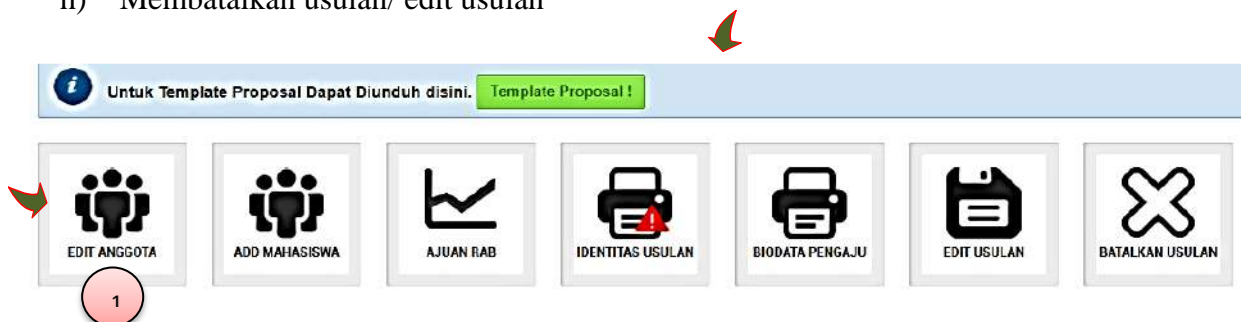 Membatalkan usulan/ edit usulan
Untuk Template Proposal Dapat Diunduh disini. Template Proposal !
EDIT ANGGOTA ADD MAHASISWA AJUAN RAB IDENTITAS USULAN BIODATA PENGAJU EDIT USULAN BATALKAN USULAN
1